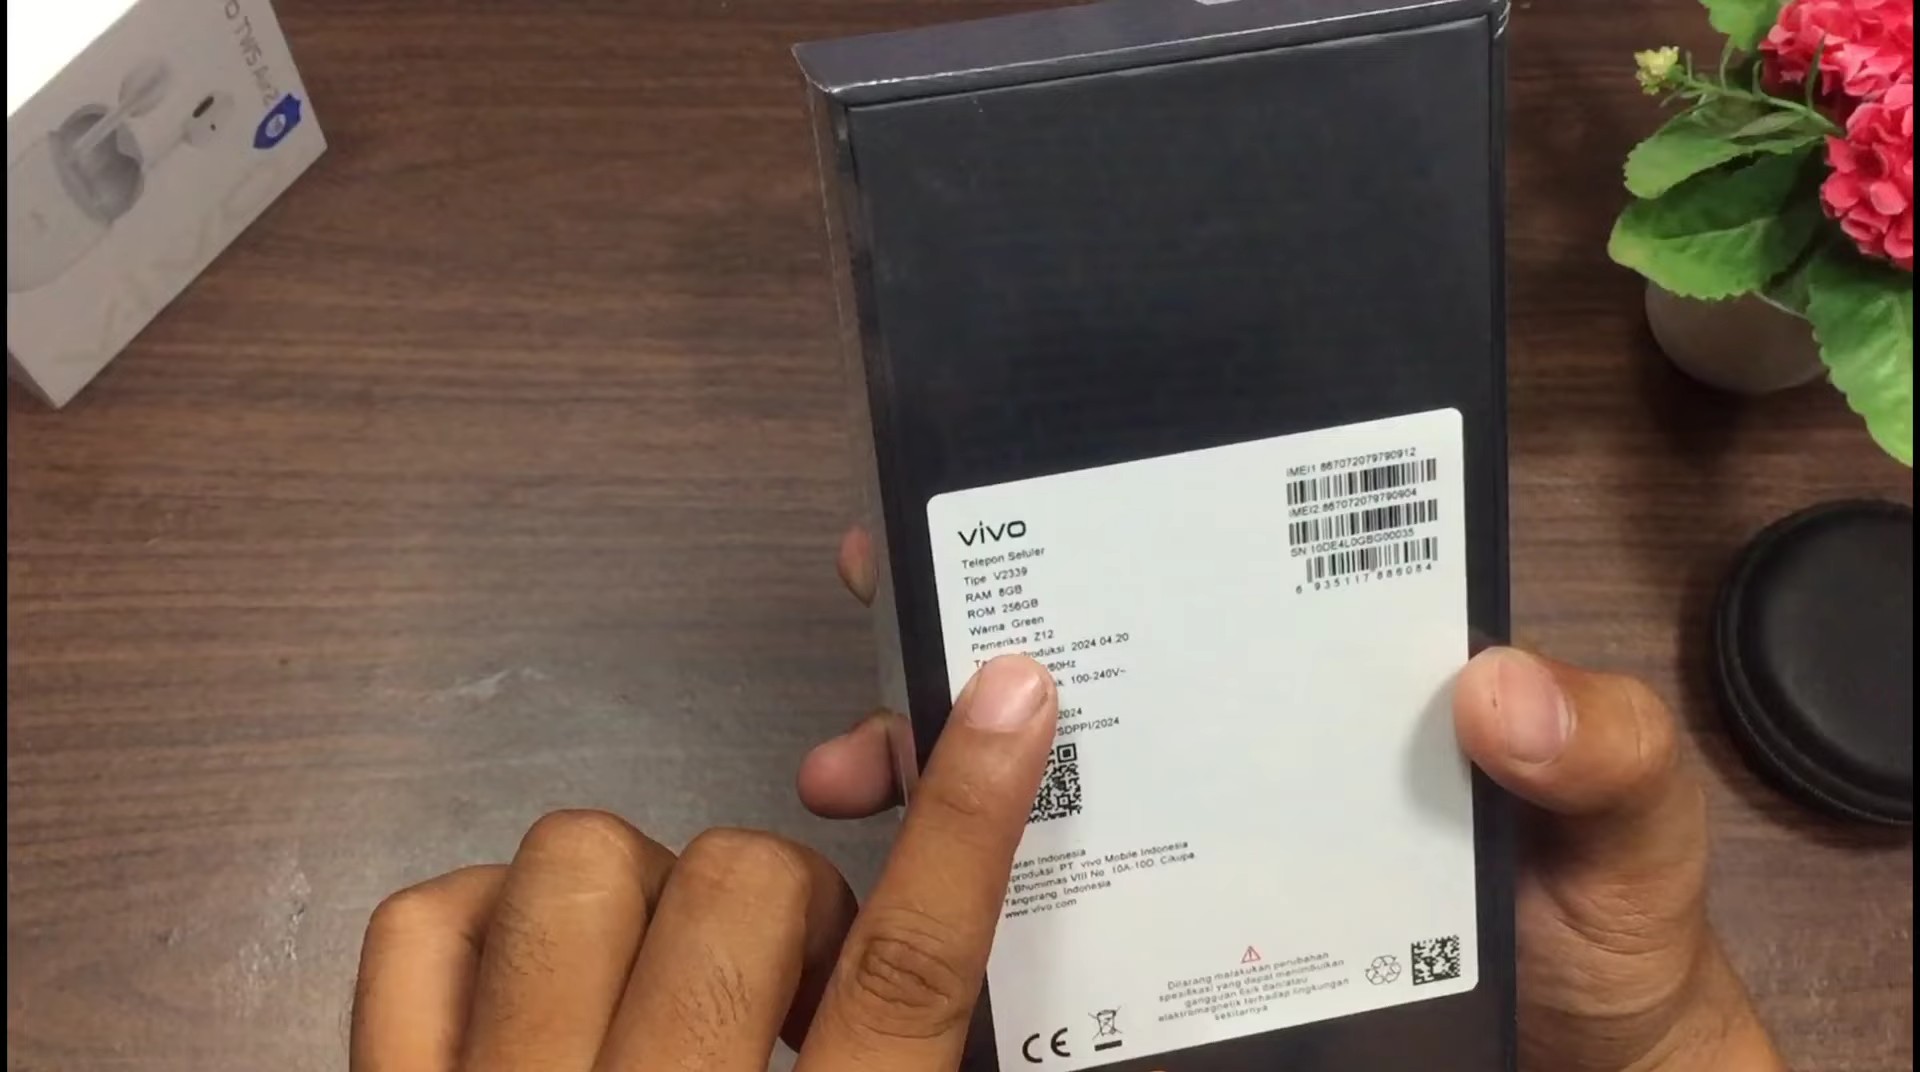 vivo
Telepon Seluler
Tipe V2339
RAM 8GB
ROM 256GB
Warna Green
Pemeriksa Z12
Produksi 2024.04.20
/60Hz
100-240V~
2024
SDPPI/2024
IMEI1 867072079790912
IMEI2 867072079790904
SN 10DE4L0GBG00035
6 935117 886084
Indonesia
PT. vivo Mobile Indonesia
Bhumimas VIII No. 10A-10D, Cikupa
Tangerang, Indonesia
www.vivo.com
Dilarang melakukan perubahan
spesifikasi yang dapat menimbulkan
gangguan fisik dan/atau
elektromagnetik terhadap lingkungan
sekitarnya
CE